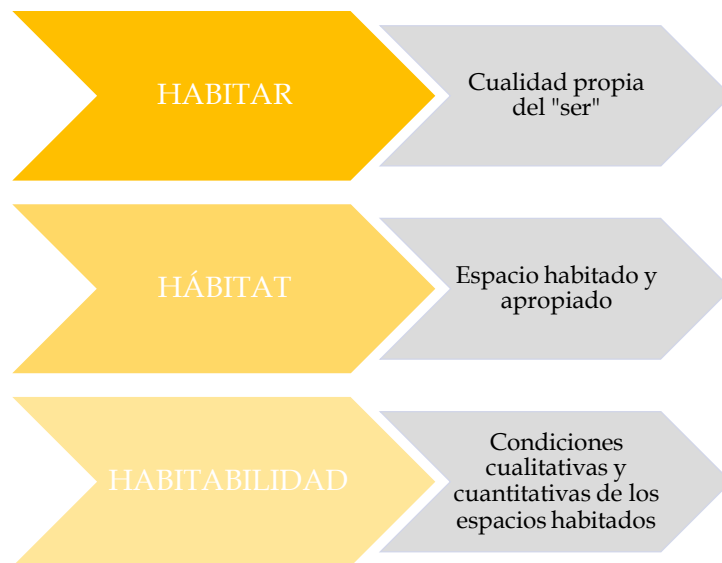 HABITAR
Cualidad propia
del "ser"
HÁBITAT
Espacio habitado y
apropiado
HABITABILIDAD
Condiciones
cualitativas y
cuantitativas de los
espacios habitados